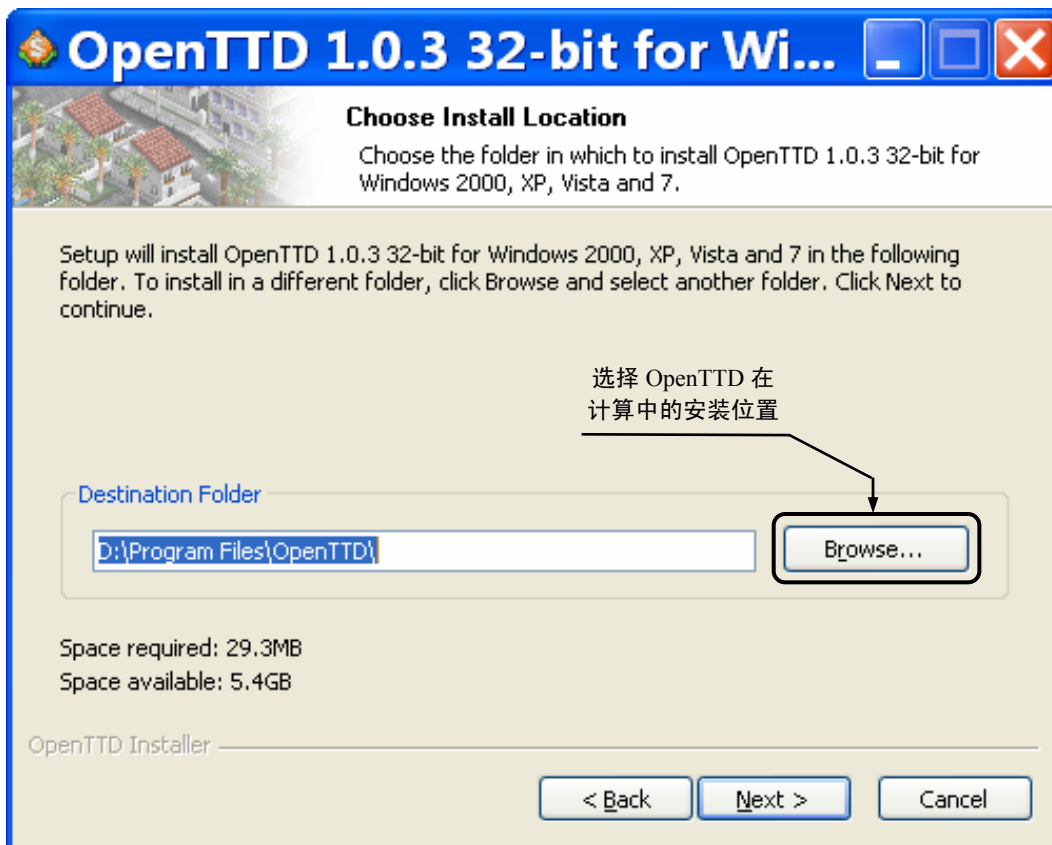 OpenTTD 1.0.3 32-bit for Wi...
Choose Install Location
Choose the folder in which to install OpenTTD 1.0.3 32-bit for
Windows 2000, XP, Vista and 7.
Setup will install OpenTTD 1.0.3 32-bit for Windows 2000, XP, Vista and 7 in the following
folder. To install in a different folder, click Browse and select another folder. Click Next to
continue.
选择 OpenTTD 在
计算中的安装位置
Destination Folder
D:\Program Files\OpenTTD\
Browse...
Space required: 29.3MB
Space available: 5.4GB
OpenTTD Installer
< Back
Next >
Cancel